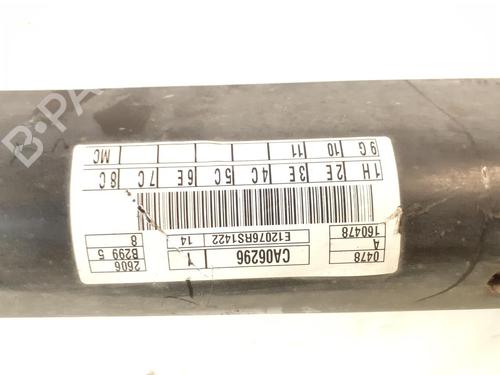 0478
A
160478
CA06296
Y
E12076RS1422
14
2606
B299 5
8
1H 2E 3E 4C 5C 6E 7C 8C
9G 10 11 MC
B-PA